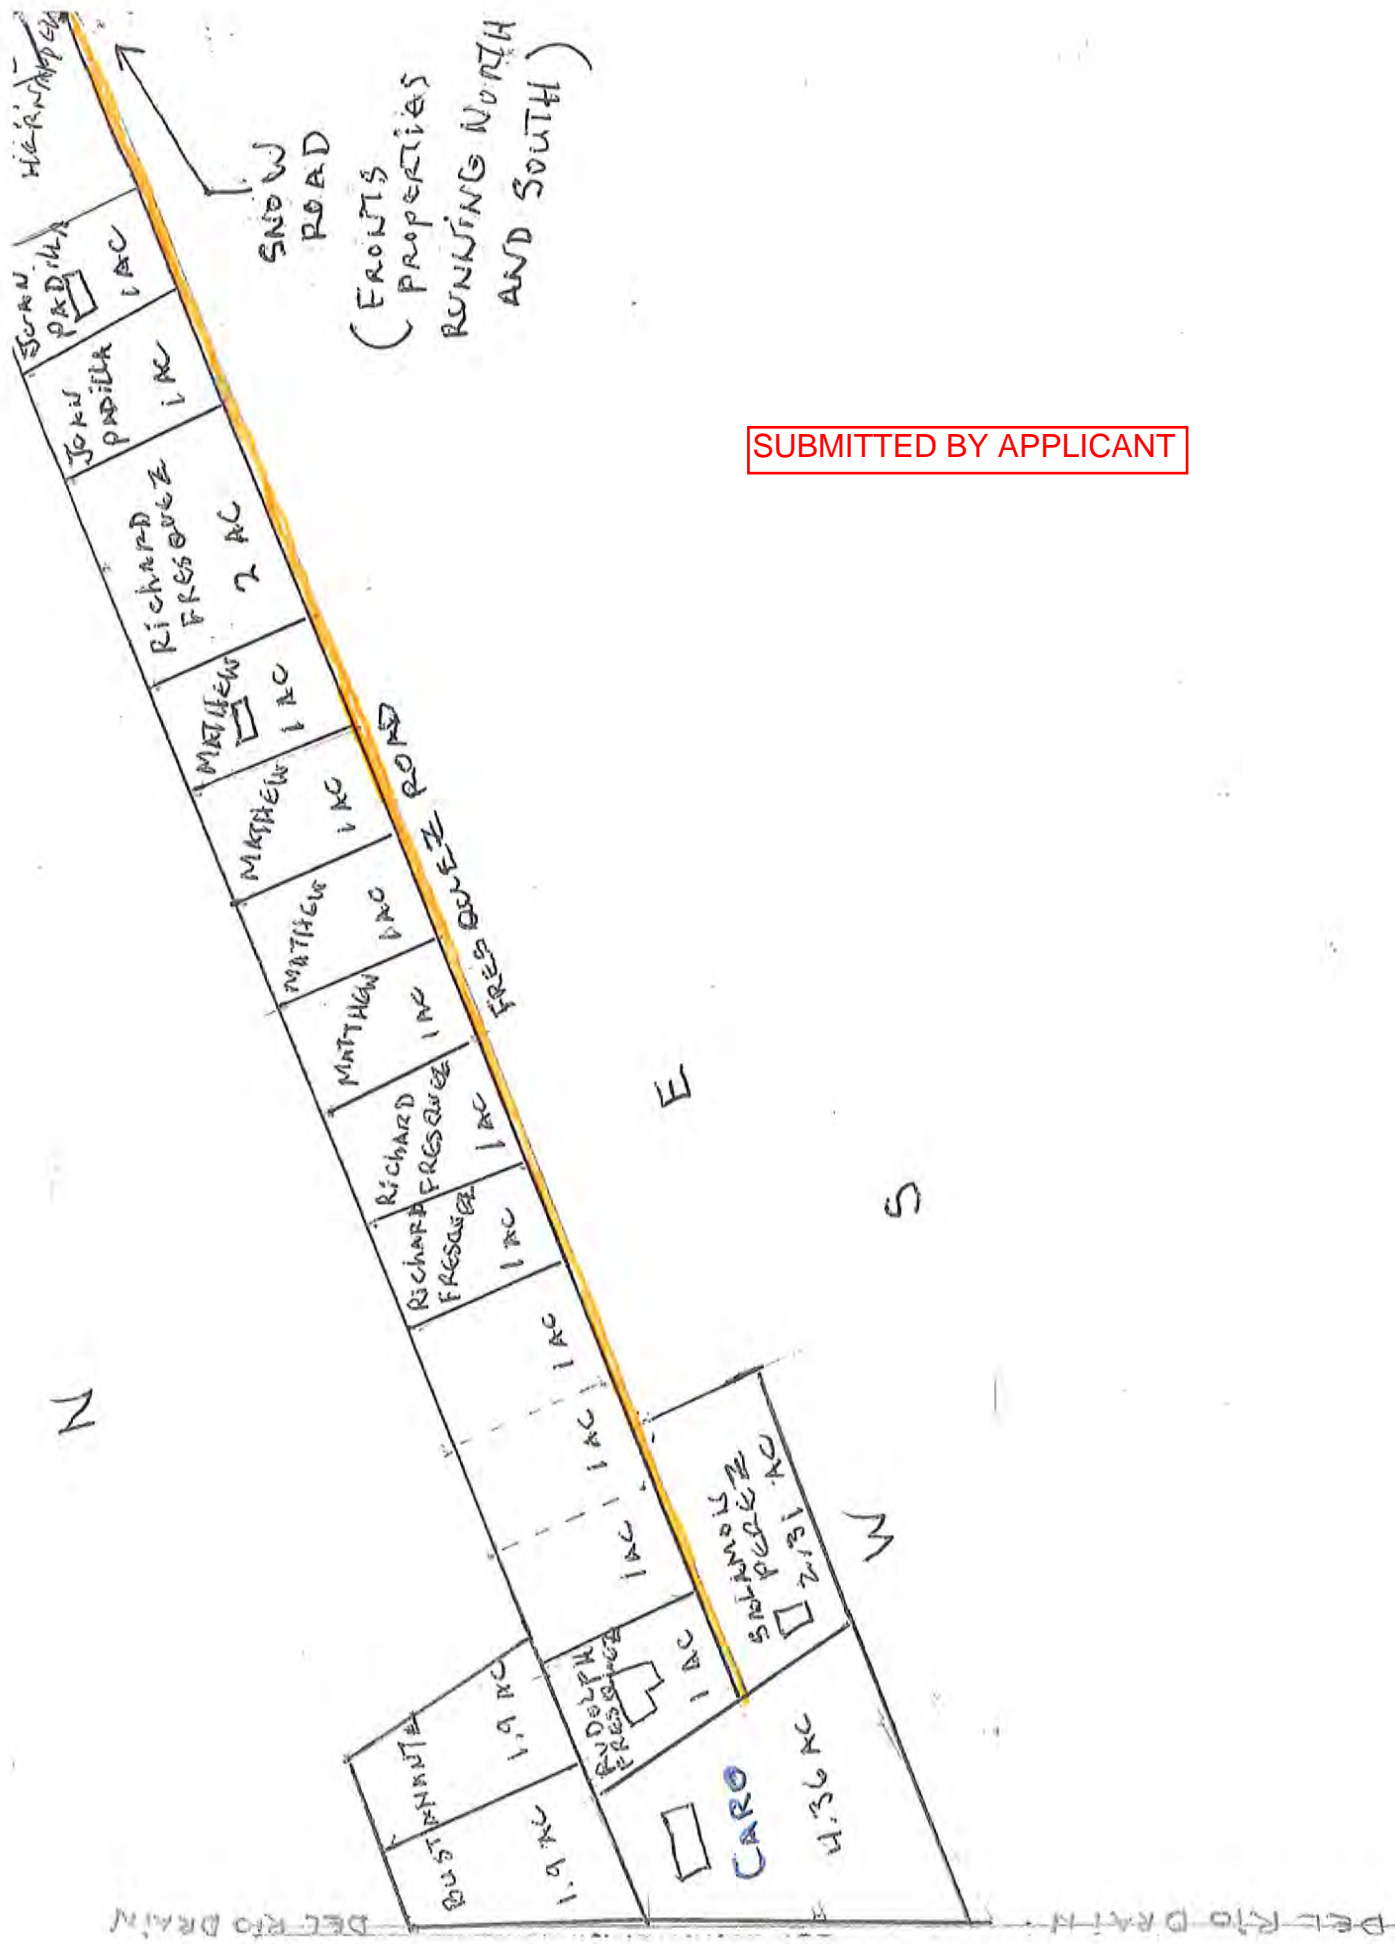 HERNANDEZ
JOHN
PADILLA
1 AC
SNOW
ROAD
(FRONTS
PROPERTIES
RUNNING NORTH
AND SOUTH)
JOHN
PADILLA
1 AC
SUBMITTED BY APPLICANT
RICHARD
FRESQUEZ
2 AC
MATTHEW
1 AC
MATHEW
1 AC
MATTHEW
1 AC
MATTHEW
1 AC
FRESQUEZ ROAD
RICHARD
FRESQUEZ
1 AC
RICHARD
FRESQUEZ
1 AC
N
E
S
W
1 AC
1 AC
1 AC
SOLAMON
PEREZ
2.31 AC
RUDOLPH
FRESQUEZ
1 AC
BUSTAMANTE
1.9 AC
1.9 AC
CARO
4.36 AC
DEL RIO DRAIN
DEL RIO DRAIN